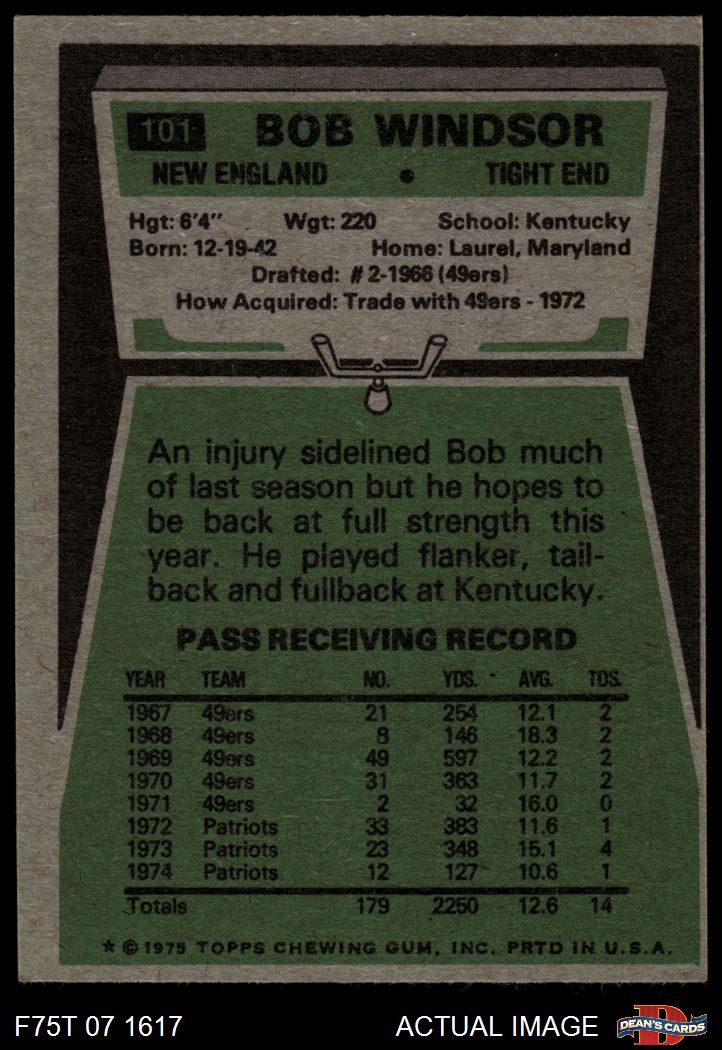 101 BOB WINDSOR
NEW ENGLAND • TIGHT END
Hgt: 6'4" Wgt: 220 School: Kentucky
Born: 12-19-42 Home: Laurel, Maryland
Drafted: #2-1966 (49ers)
How Acquired: Trade with 49ers - 1972
An injury sidelined Bob much
of last season but he hopes to
be back at full strength this
year. He played flanker, tail-
back and fullback at Kentucky.
PASS RECEIVING RECORD
YEAR TEAM NO. YDS. AVG. TDS.
1967 49ers 21 254 12.1 2
1968 49ers 8 146 18.3 2
1969 49ers 49 597 12.2 2
1970 49ers 31 363 11.7 2
1971 49ers 2 32 16.0 0
1972 Patriots 33 383 11.6 1
1973 Patriots 23 348 15.1 4
1974 Patriots 12 127 10.6 1
Totals 179 2250 12.6 14
* © 1975 TOPPS CHEWING GUM, INC. PRTD IN U.S.A.
F75T 07 1617 ACTUAL IMAGE D DEAN'S CARDS